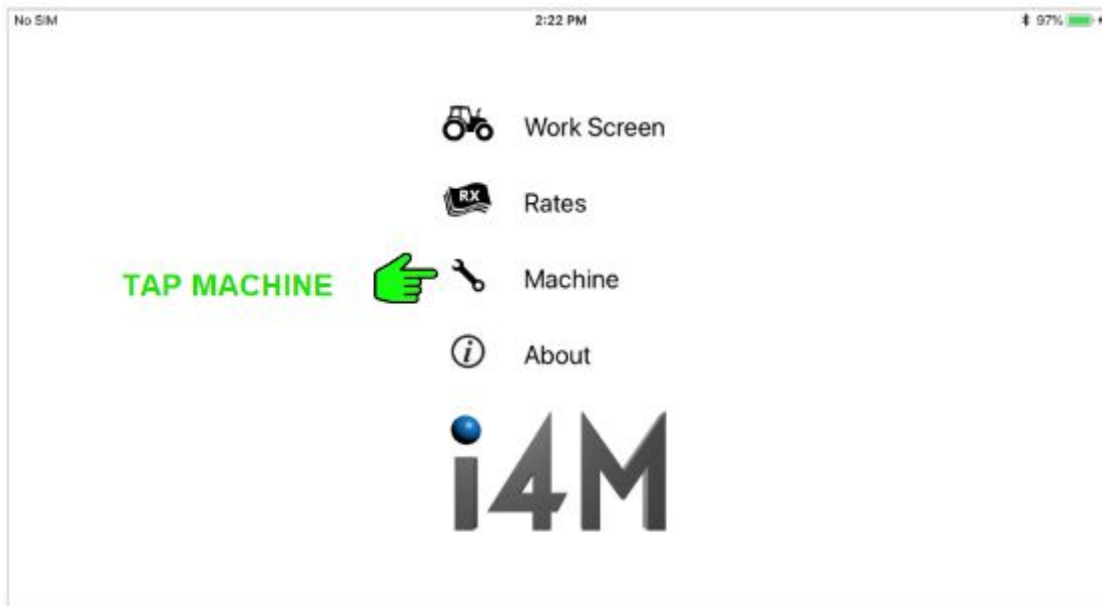 No SIM 2:22 PM 97%
Work Screen
RX Rates
TAP MACHINE Machine
i About
i4M